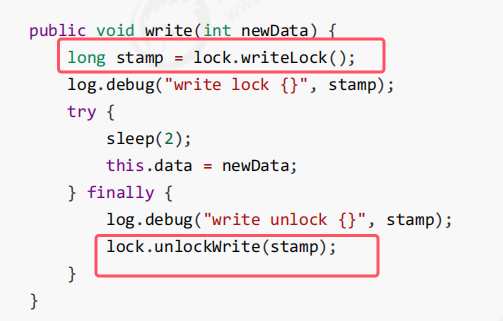 public void write(int newData) {
    long stamp = lock.writeLock();
    log.debug("write lock {}", stamp);
    try {
        sleep(2);
        this.data = newData;
    } finally {
        log.debug("write unlock {}", stamp);
        lock.unlockWrite(stamp);
    }
}